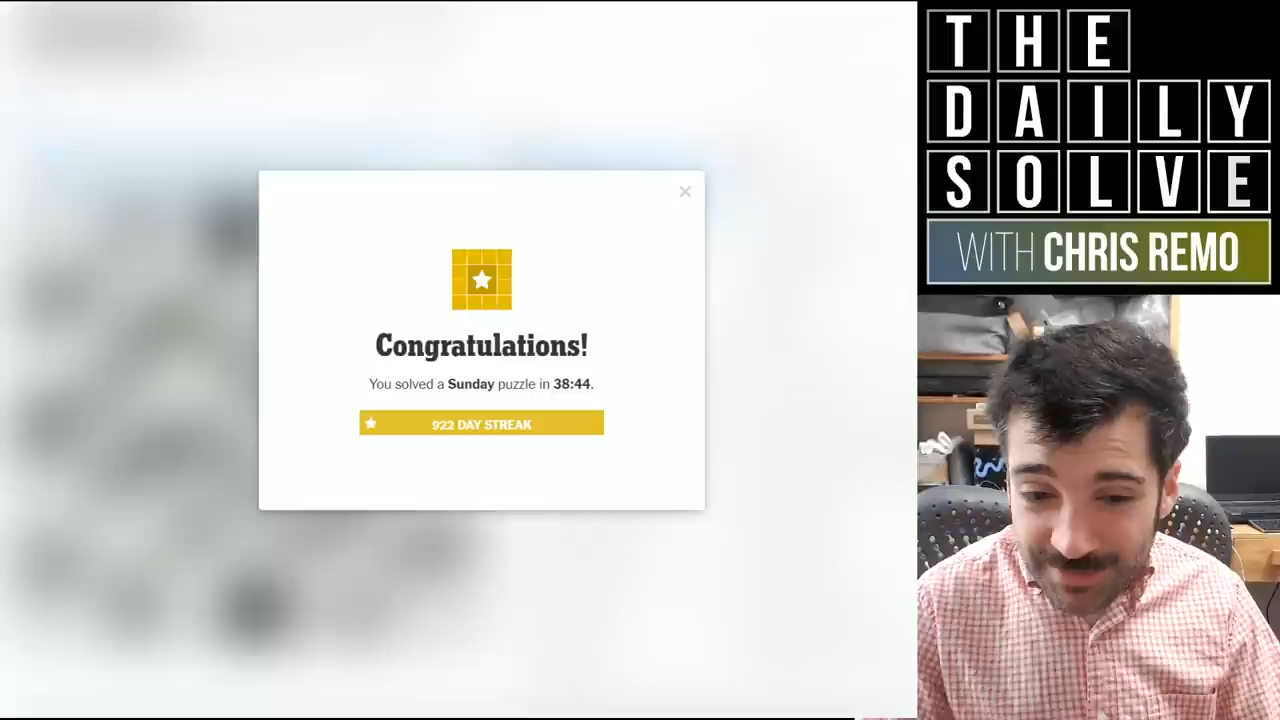 Congratulations!
You solved a Sunday puzzle in 38:44.
922 DAY STREAK
THE
DAILY
SOLVE
WITH CHRIS REMO